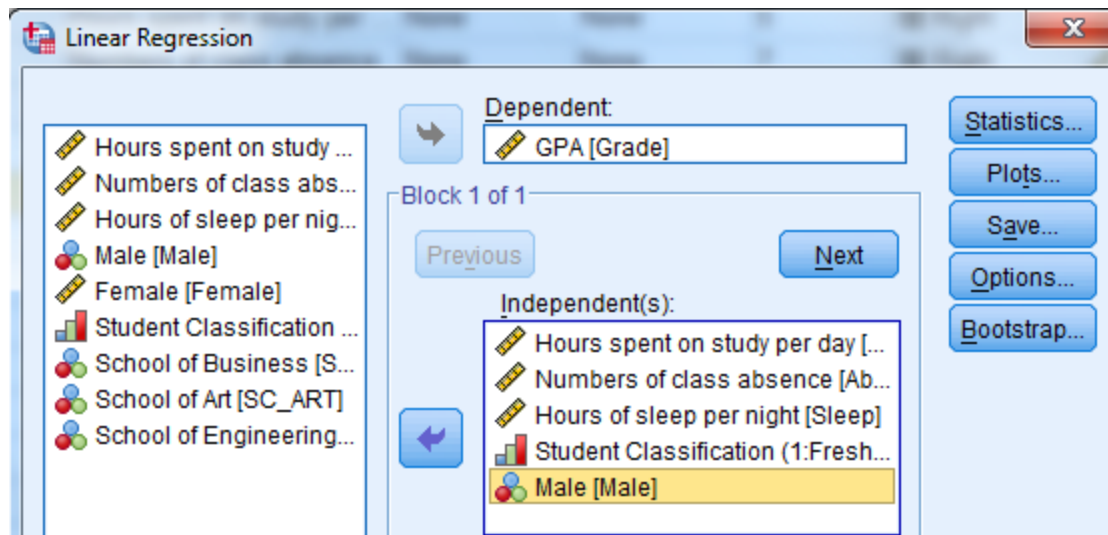 Linear Regression
X
Dependent:
GPA [Grade]
Hours spent on study ...
Numbers of class abs...
Hours of sleep per nig...
Male [Male]
Female [Female]
Student Classification ...
School of Business [S...
School of Art [SC_ART]
School of Engineering...
Block 1 of 1
Previous
Next
Independent(s):
Hours spent on study per day [...
Numbers of class absence [Ab...
Hours of sleep per night [Sleep]
Student Classification (1:Fresh...
Male [Male]
Statistics...
Plots...
Save...
Options...
Bootstrap...